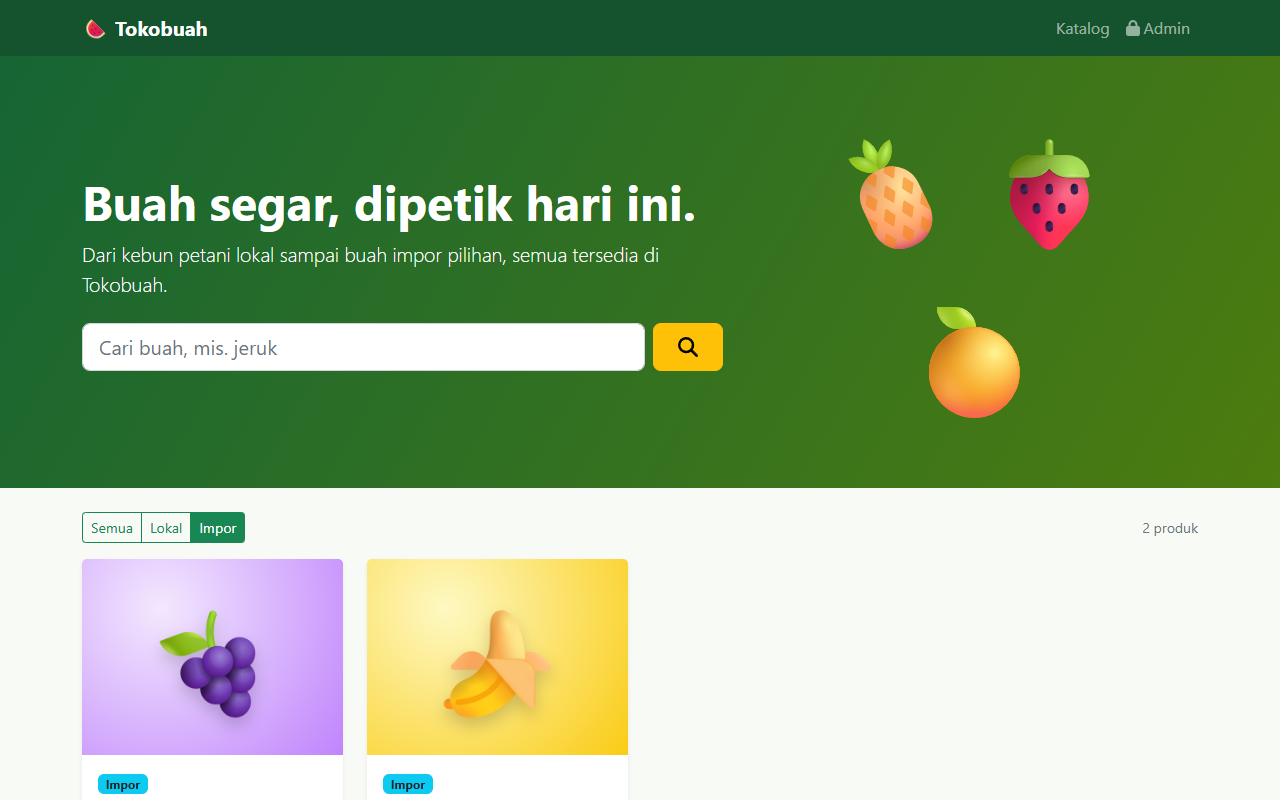 Tokobuah
Katalog
Admin
Buah segar, dipetik hari ini.
Dari kebun petani lokal sampai buah impor pilihan, semua tersedia di
Tokobuah.
Cari buah, mis. jeruk
Semua
Lokal
Impor
2 produk
Impor
Impor